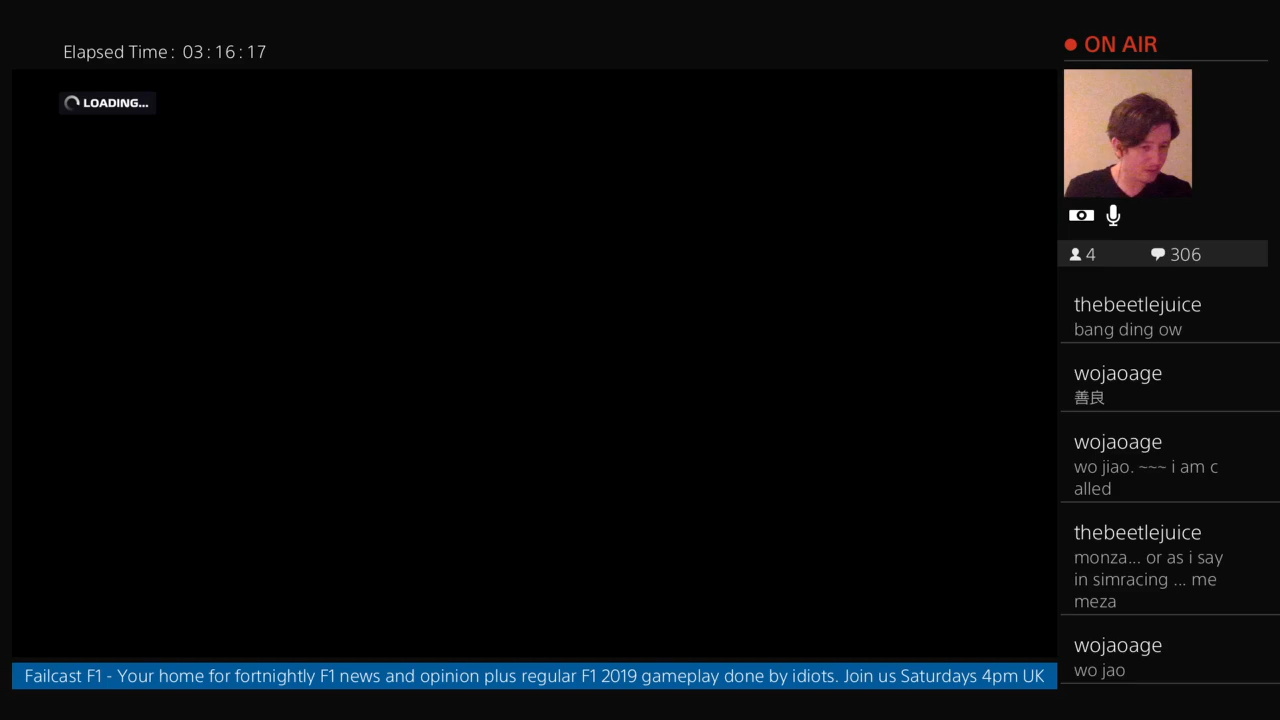 Elapsed Time: 03:16:17
LOADING...
ON AIR
4 306
thebeetlejuice
bang ding ow
wojaoage
善良
wojaoage
wo jiao. ~~~ i am c
alled
thebeetlejuice
monza... or as i say
in simracing ... me
meza
wojaoage
wo jao
Failcast F1 - Your home for fortnightly F1 news and opinion plus regular F1 2019 gameplay done by idiots. Join us Saturdays 4pm UK